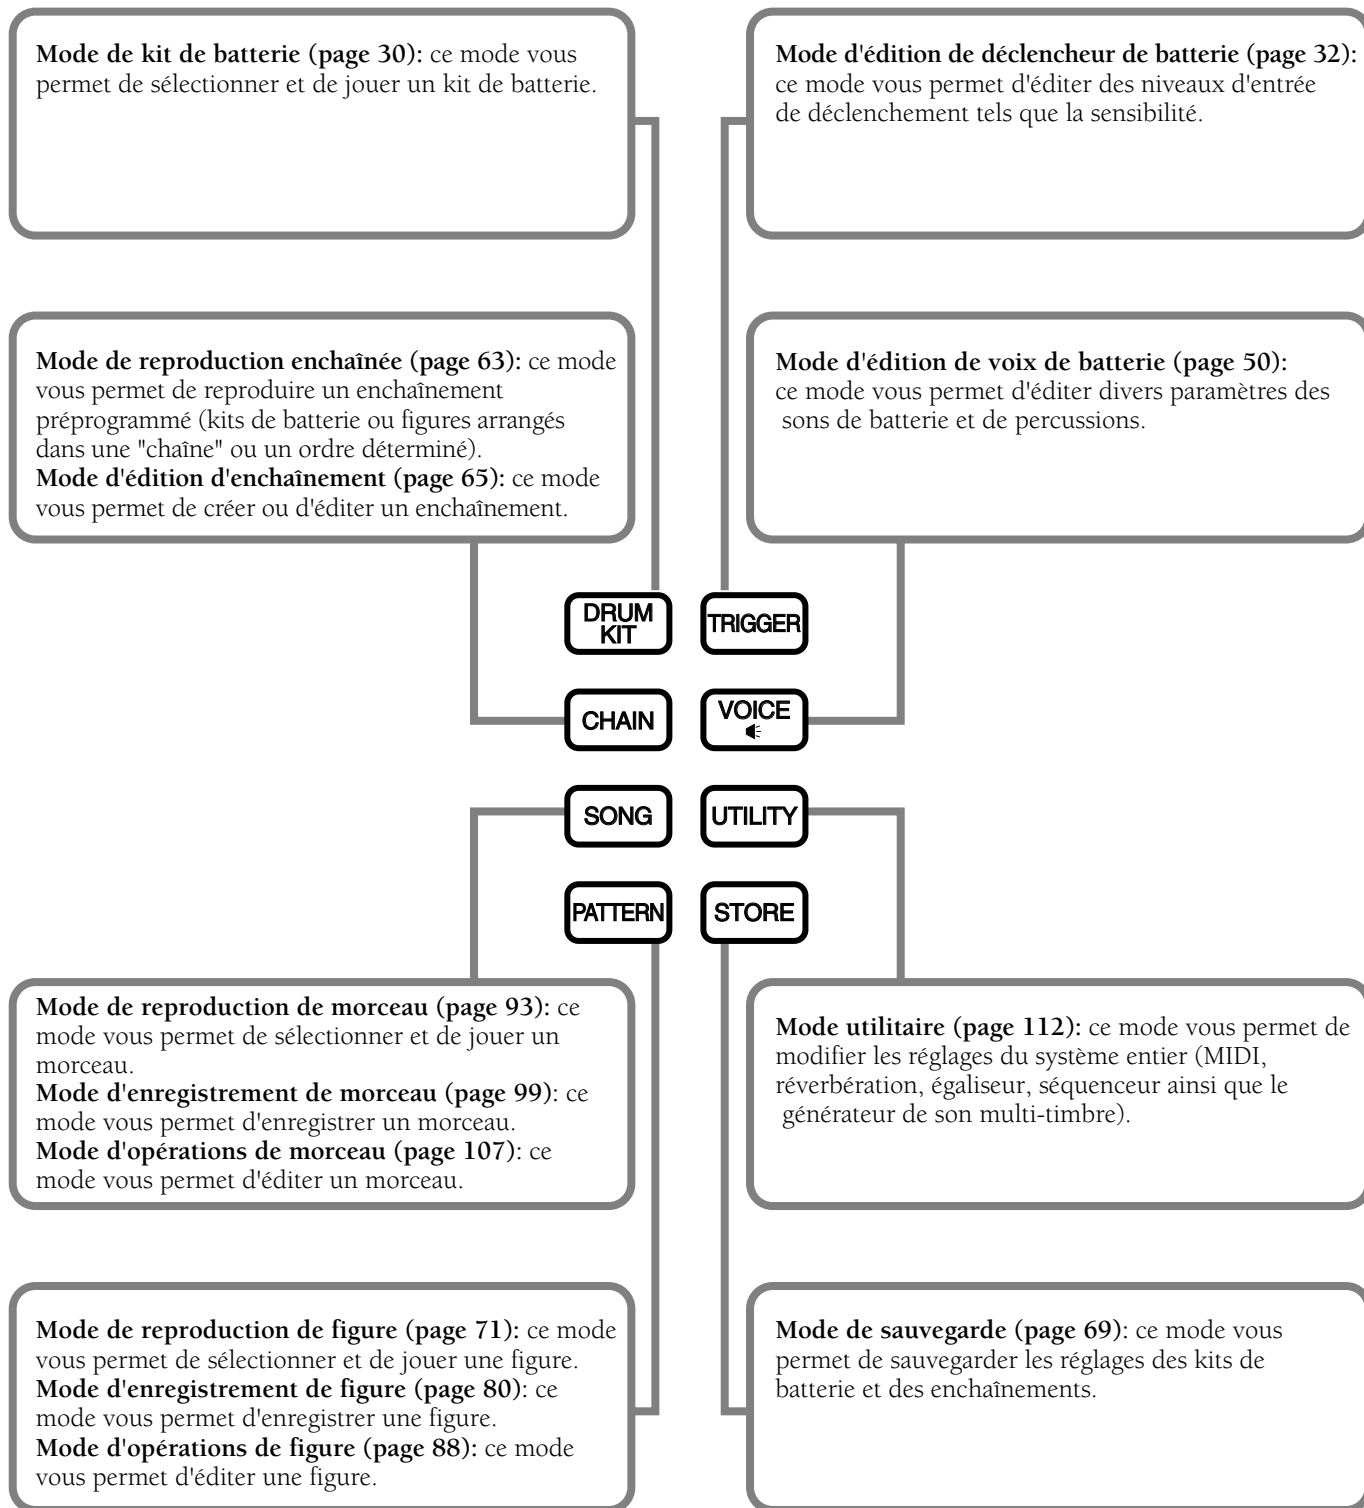 Mode de kit de batterie (page 30): ce mode vous
permet de sélectionner et de jouer un kit de batterie.
Mode d'édition de déclencheur de batterie (page 32):
ce mode vous permet d'éditer des niveaux d'entrée
de déclenchement tels que la sensibilité.
Mode de reproduction enchaînée (page 63): ce mode
vous permet de reproduire un enchaînement
préprogrammé (kits de batterie ou figures arrangés
dans une "chaîne" ou un ordre déterminé).
Mode d'édition d'enchaînement (page 65): ce mode
vous permet de créer ou d'éditer un enchaînement.
Mode d'édition de voix de batterie (page 50):
ce mode vous permet d'éditer divers paramètres des
sons de batterie et de percussions.
DRUM
KIT
TRIGGER
CHAIN
VOICE
SONG
UTILITY
PATTERN
STORE
Mode de reproduction de morceau (page 93): ce
mode vous permet de sélectionner et de jouer un
morceau.
Mode d'enregistrement de morceau (page 99): ce
mode vous permet d'enregistrer un morceau.
Mode d'opérations de morceau (page 107): ce
mode vous permet d'éditer un morceau.
Mode utilitaire (page 112): ce mode vous permet de
modifier les réglages du système entier (MIDI,
réverbération, égaliseur, séquenceur ainsi que le
générateur de son multi-timbre).
Mode de reproduction de figure (page 71): ce mode
vous permet de sélectionner et de jouer une figure.
Mode d'enregistrement de figure (page 80): ce
mode vous permet d'enregistrer une figure.
Mode d'opérations de figure (page 88): ce mode
vous permet d'éditer une figure.
Mode de sauvegarde (page 69): ce mode vous
permet de sauvegarder les réglages des kits de
batterie et des enchaînements.